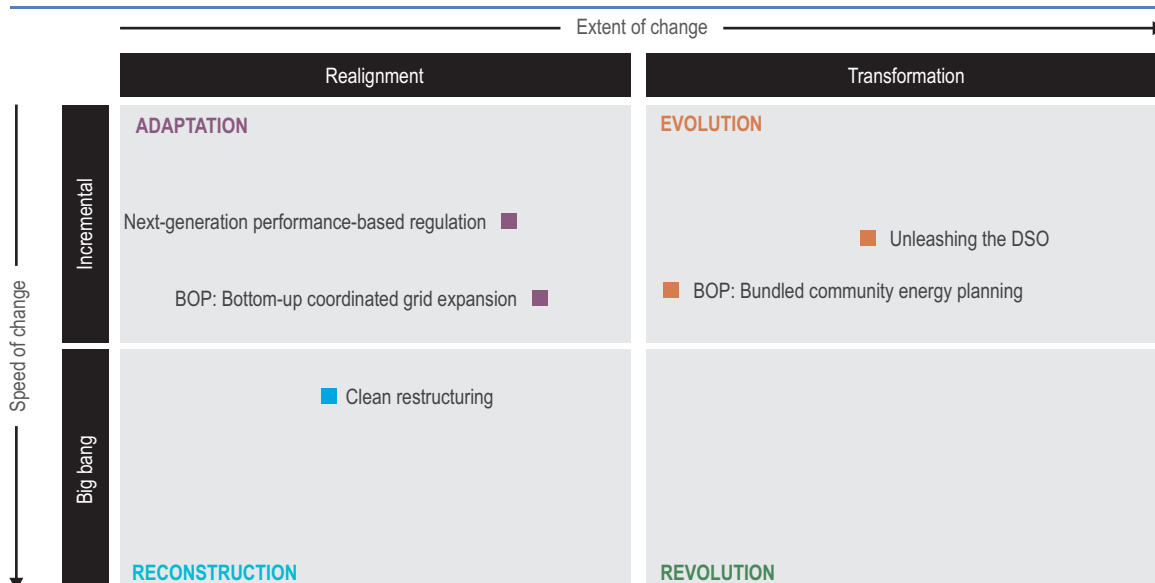 Extent of change
Realignment
Transformation
Speed of change
Incremental
ADAPTATION
Next-generation performance-based regulation
BOP: Bottom-up coordinated grid expansion
EVOLUTION
Unleashing the DSO
BOP: Bundled community energy planning
Big bang
Clean restructuring
RECONSTRUCTION
REVOLUTION